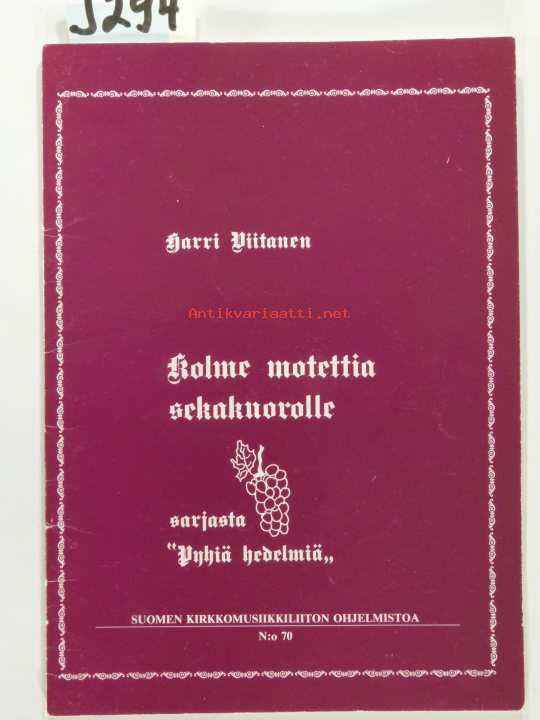 J294
Harri Viitanen
Antikvariaatti.net
Kolme motettia
sekakuorolle
sarjasta
“Pyhiä hedelmiä„
SUOMEN KIRKKOMUSIIKKILIITON OHJELMISTOA
N:o 70